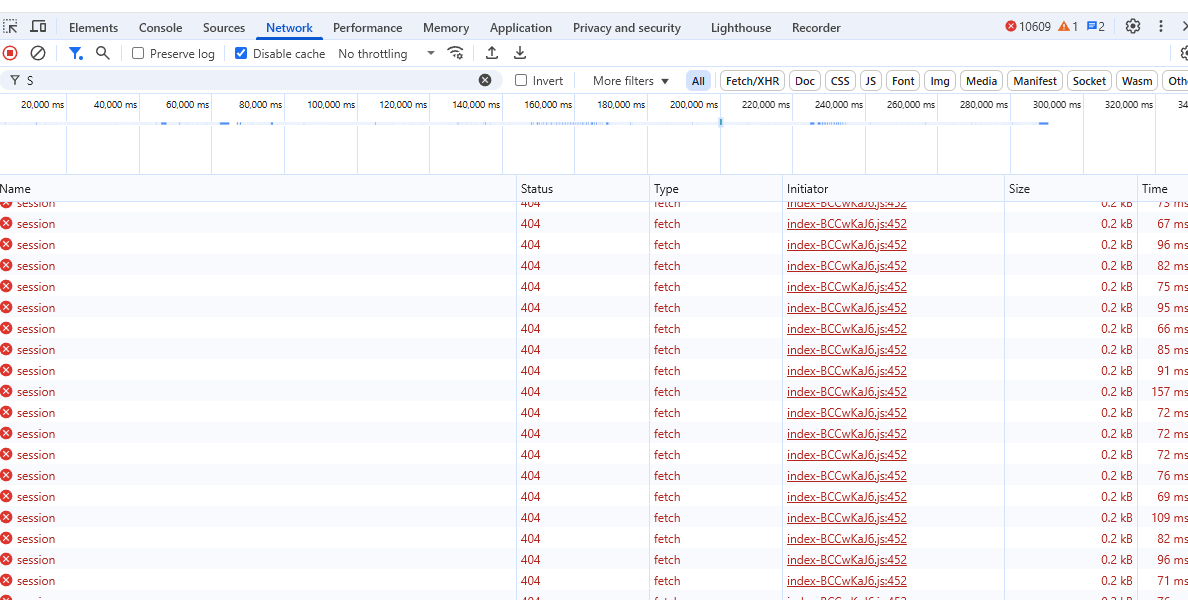 Elements Console Sources Network Performance Memory Application Privacy and security Lighthouse Recorder 10609 1 2
Preserve log Disable cache No throttling
S Invert More filters All Fetch/XHR Doc CSS JS Font Img Media Manifest Socket Wasm Oth
20,000 ms 40,000 ms 60,000 ms 80,000 ms 100,000 ms 120,000 ms 140,000 ms 160,000 ms 180,000 ms 200,000 ms 220,000 ms 240,000 ms 260,000 ms 280,000 ms 300,000 ms 320,000 ms 34
Name Status Type Initiator Size Time
session 404 fetch index-BCCwKaJ6.js:452 0.2 kB 73 ms
session 404 fetch index-BCCwKaJ6.js:452 0.2 kB 67 ms
session 404 fetch index-BCCwKaJ6.js:452 0.2 kB 96 ms
session 404 fetch index-BCCwKaJ6.js:452 0.2 kB 82 ms
session 404 fetch index-BCCwKaJ6.js:452 0.2 kB 75 ms
session 404 fetch index-BCCwKaJ6.js:452 0.2 kB 95 ms
session 404 fetch index-BCCwKaJ6.js:452 0.2 kB 66 ms
session 404 fetch index-BCCwKaJ6.js:452 0.2 kB 85 ms
session 404 fetch index-BCCwKaJ6.js:452 0.2 kB 91 ms
session 404 fetch index-BCCwKaJ6.js:452 0.2 kB 157 ms
session 404 fetch index-BCCwKaJ6.js:452 0.2 kB 72 ms
session 404 fetch index-BCCwKaJ6.js:452 0.2 kB 72 ms
session 404 fetch index-BCCwKaJ6.js:452 0.2 kB 72 ms
session 404 fetch index-BCCwKaJ6.js:452 0.2 kB 76 ms
session 404 fetch index-BCCwKaJ6.js:452 0.2 kB 69 ms
session 404 fetch index-BCCwKaJ6.js:452 0.2 kB 109 ms
session 404 fetch index-BCCwKaJ6.js:452 0.2 kB 82 ms
session 404 fetch index-BCCwKaJ6.js:452 0.2 kB 96 ms
session 404 fetch index-BCCwKaJ6.js:452 0.2 kB 71 ms